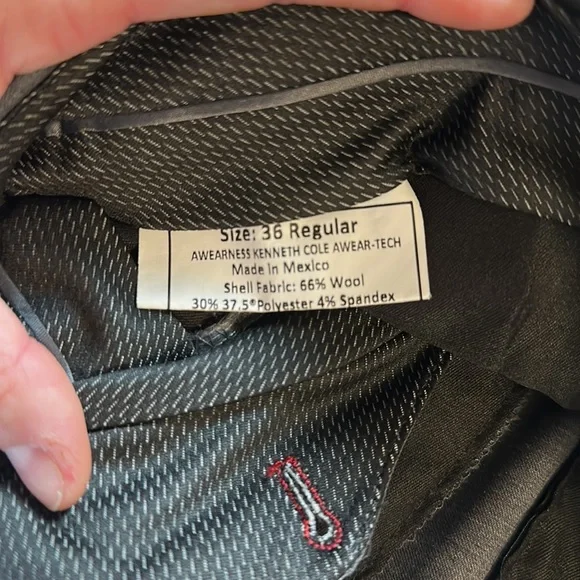 Size: 36 Regular
AWEARNESS KENNETH COLE AWEAR-TECH
Made in Mexico
Shell Fabric: 66% Wool
30% 37.5®Polyester 4% Spandex